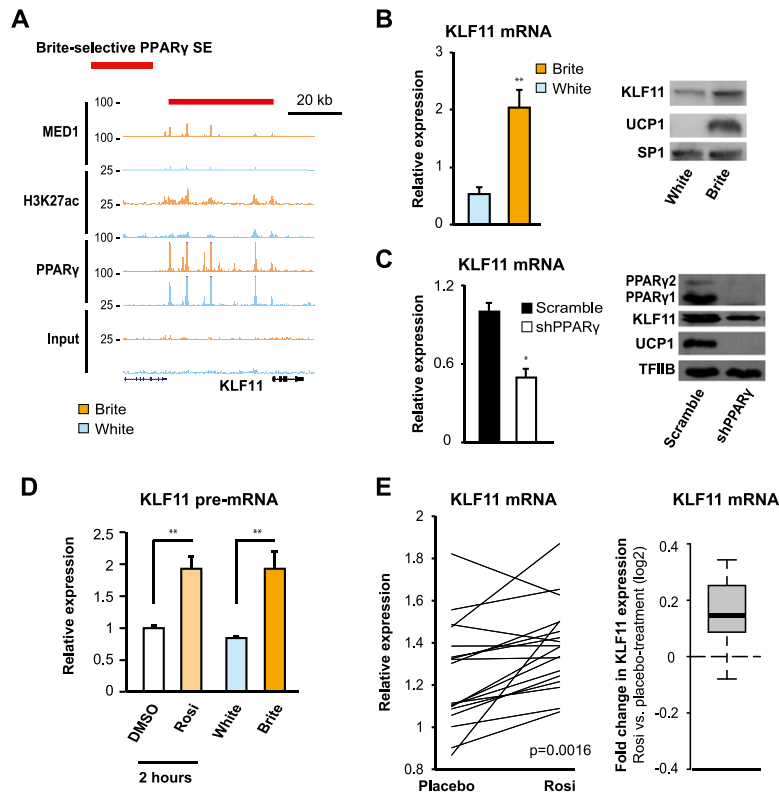 A
Brite-selective PPARγ SE
20 kb
MED1
100
100
H3K27ac
25
25
PPARγ
100
100
Input
25
25
KLF11
Brite
White
B
KLF11 mRNA
Relative expression
3
2
1
0
**
Brite
White
KLF11
UCP1
SP1
White
Brite
C
KLF11 mRNA
Relative expression
1.2
0.6
0
*
Scramble
shPPARγ
PPARγ2
PPARγ1
KLF11
UCP1
TFIIB
Scramble
shPPARγ
D
KLF11 pre-mRNA
Relative expression
2.5
2
1.5
1
0.5
0
**
**
DMSO
Rosi
White
Brite
2 hours
E
KLF11 mRNA
Relative expression
2
1.8
1.6
1.4
1.2
1
0.8
p=0.0016
Placebo
Rosi
KLF11 mRNA
Fold change in KLF11 expression
Rosi vs. placebo-treatment (log2)
0.4
0.2
0
-0.2
-0.4